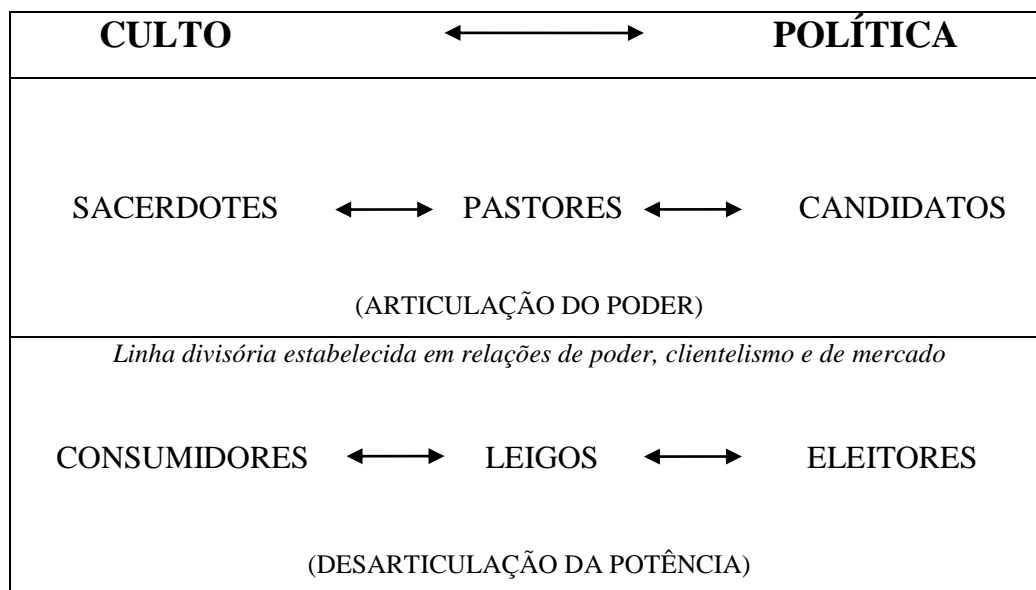 CULTO POLÍTICA
SACERDOTES PASTORES CANDIDATOS
(ARTICULAÇÃO DO PODER)
Linha divisória estabelecida em relações de poder, clientelismo e de mercado
CONSUMIDORES LEIGOS ELEITORES
(DESARTICULAÇÃO DA POTÊNCIA)